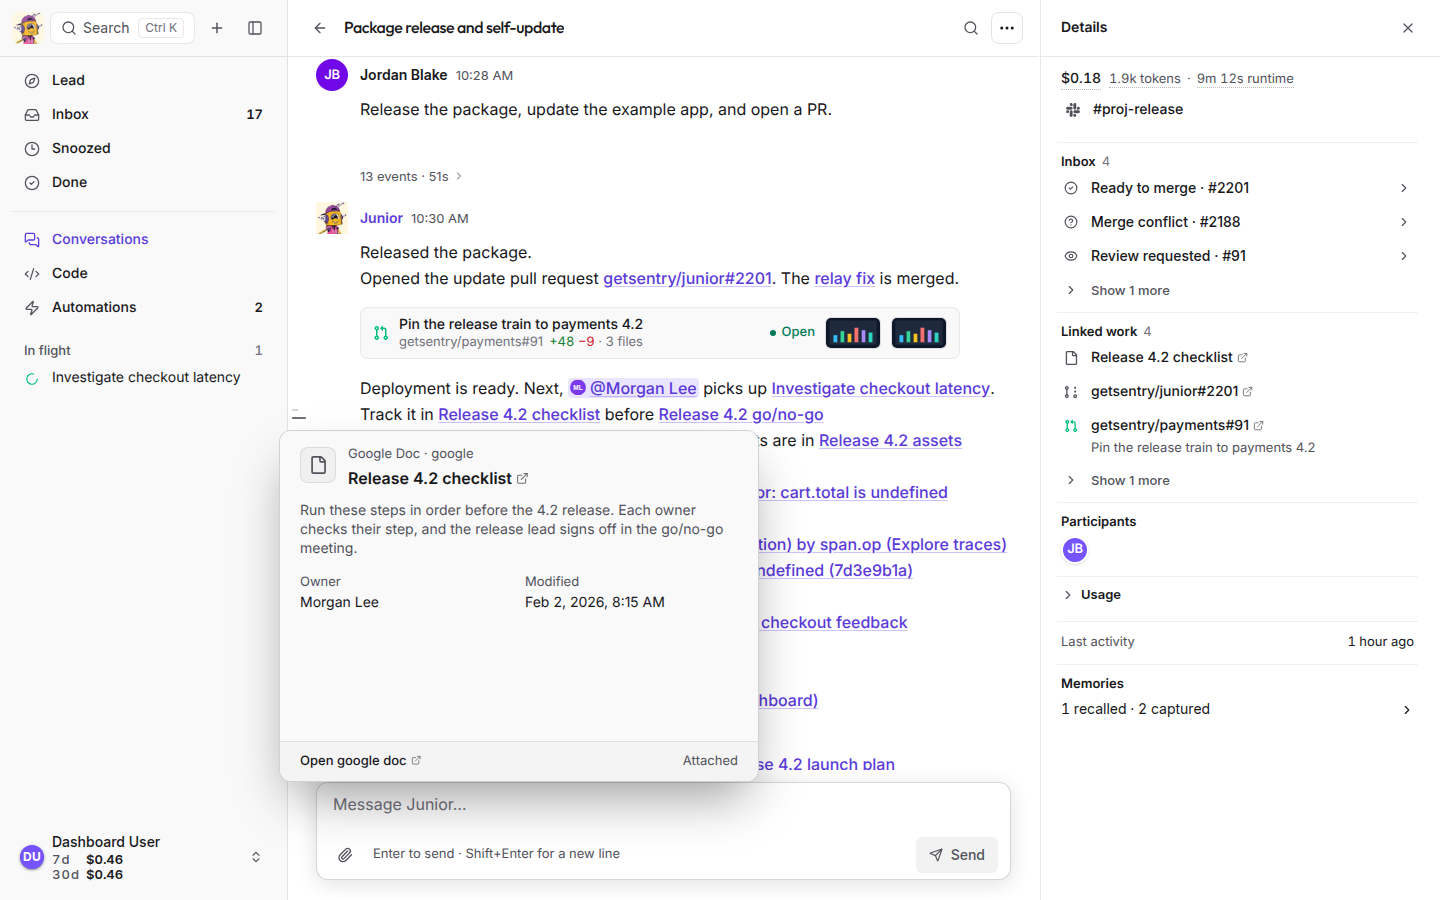 Search Ctrl K
Lead
Inbox 17
Snoozed
Done
Conversations
Code
Automations 2
In flight 1
Investigate checkout latency
DU
Dashboard User
7d $0.46
30d $0.46
Package release and self-update
JB
Jordan Blake 10:28 AM
Release the package, update the example app, and open a PR.
13 events · 51s
Junior 10:30 AM
Released the package.
Opened the update pull request getsentry/junior#2201. The relay fix is merged.
Pin the release train to payments 4.2
getsentry/payments#91 +48 −9 · 3 files
Open
Deployment is ready. Next, ML @Morgan Lee picks up Investigate checkout latency.
Track it in Release 4.2 checklist before Release 4.2 go/no-go
s are in Release 4.2 assets
or: cart.total is undefined
tion) by span.op (Explore traces)
ndefined (7d3e9b1a)
checkout feedback
hboard)
se 4.2 launch plan
Google Doc · google
Release 4.2 checklist
Run these steps in order before the 4.2 release. Each owner
checks their step, and the release lead signs off in the go/no-go
meeting.
Owner
Morgan Lee
Modified
Feb 2, 2026, 8:15 AM
Open google doc
Attached
Message Junior...
Enter to send · Shift+Enter for a new line
Send
Details
$0.18 1.9k tokens · 9m 12s runtime
#proj-release
Inbox 4
Ready to merge · #2201
Merge conflict · #2188
Review requested · #91
Show 1 more
Linked work 4
Release 4.2 checklist
getsentry/junior#2201
getsentry/payments#91
Pin the release train to payments 4.2
Show 1 more
Participants
JB
Usage
Last activity 1 hour ago
Memories
1 recalled · 2 captured